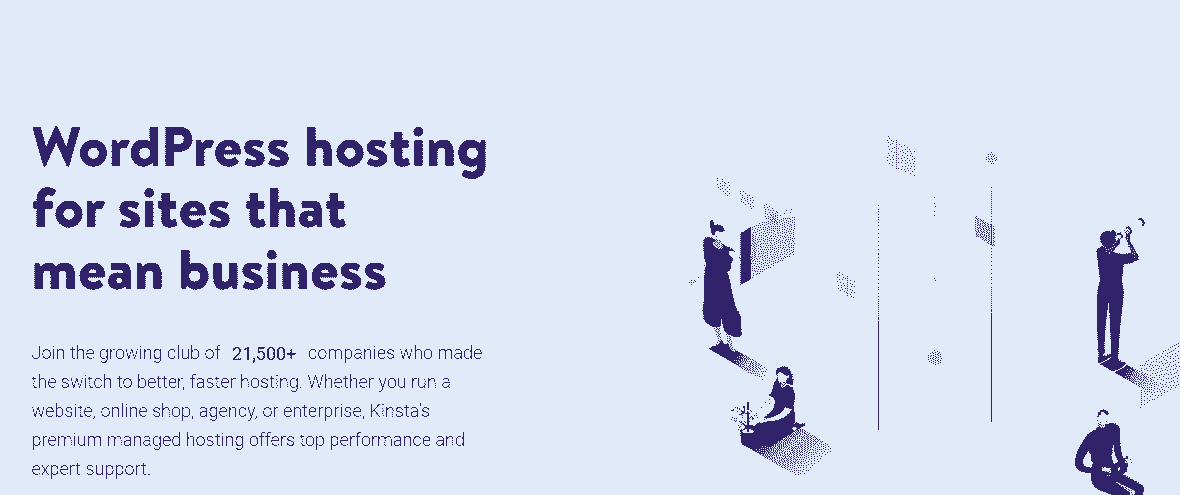 WordPress hosting
for sites that
mean business
Join the growing club of 21,500+ companies who made
the switch to better, faster hosting. Whether you run a
website, online shop, agency, or enterprise, Kinsta's
premium managed hosting offers top performance and
expert support.